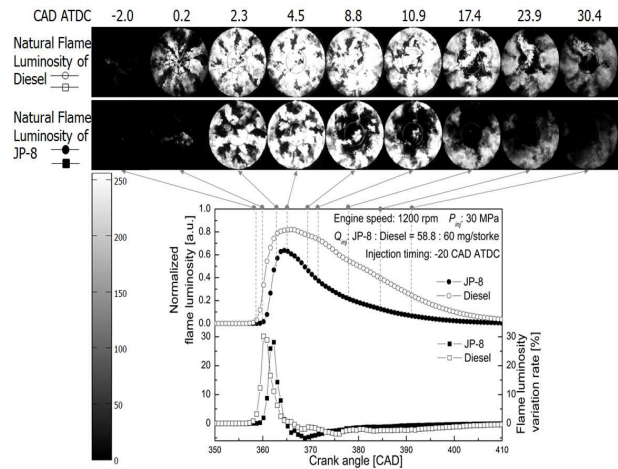 CAD ATDC -2.0 0.2 2.3 4.5 8.8 10.9 17.4 23.9 30.4
Natural Flame
Luminosity of
Diesel
Natural Flame
Luminosity of
JP-8
250
200
150
100
50
0
Normalized
flame luminosity [a.u.]
1.0
0.8
0.6
0.4
0.2
0.0
Engine speed: 1200 rpm P_inj: 30 MPa
Q_inj: JP-8 : Diesel = 58.8 : 60 mg/storke
Injection timing: -20 CAD ATDC
JP-8
Diesel
30
20
10
0
JP-8
Diesel
30
20
10
0
Flame luminosity
variation rate [%]
350 360 370 380 390 400 410
Crank angle [CAD]